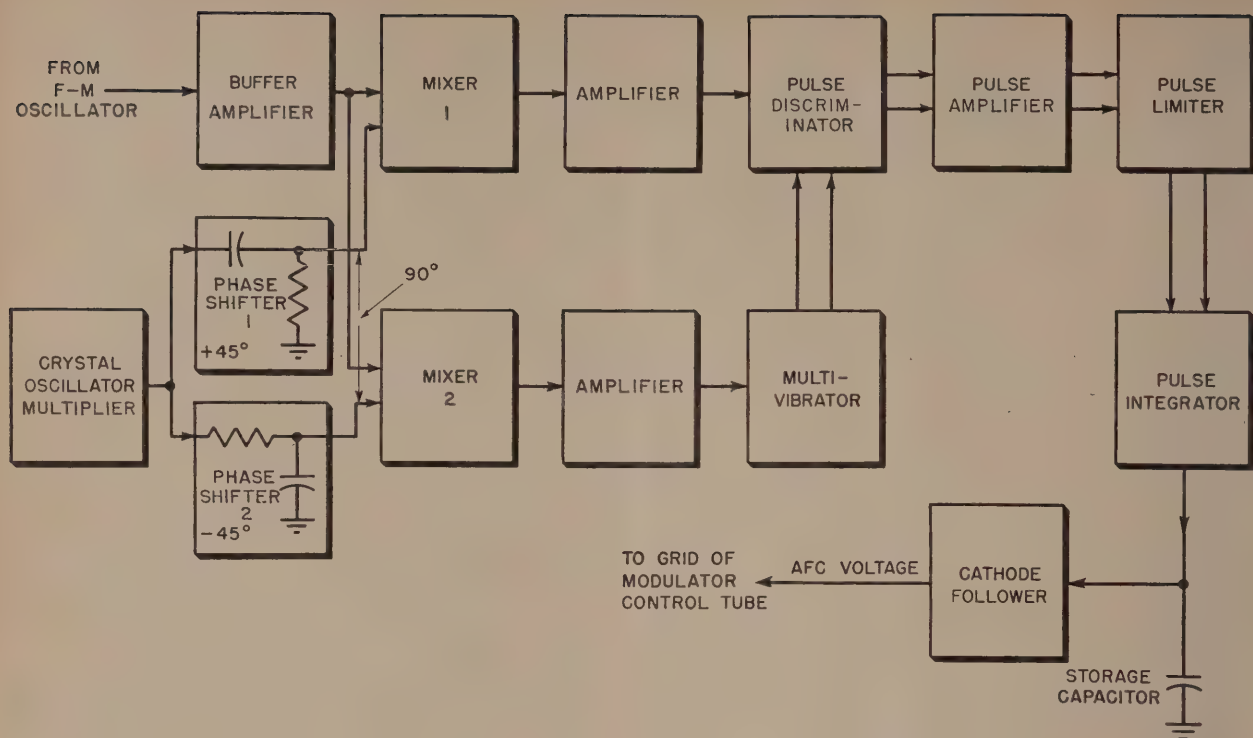 FROM
F-M
OSCILLATOR
BUFFER
AMPLIFIER
MIXER
1
AMPLIFIER
PULSE
DISCRIM-
INATOR
PULSE
AMPLIFIER
PULSE
LIMITER
PHASE
SHIFTER
1
+45°
90°
CRYSTAL
OSCILLATOR
MULTIPLIER
PHASE
SHIFTER
2
-45°
MIXER
2
AMPLIFIER
MULTI-
VIBRATOR
PULSE
INTEGRATOR
TO GRID OF
MODULATOR
CONTROL TUBE
AFC VOLTAGE
CATHODE
FOLLOWER
STORAGE
CAPACITOR